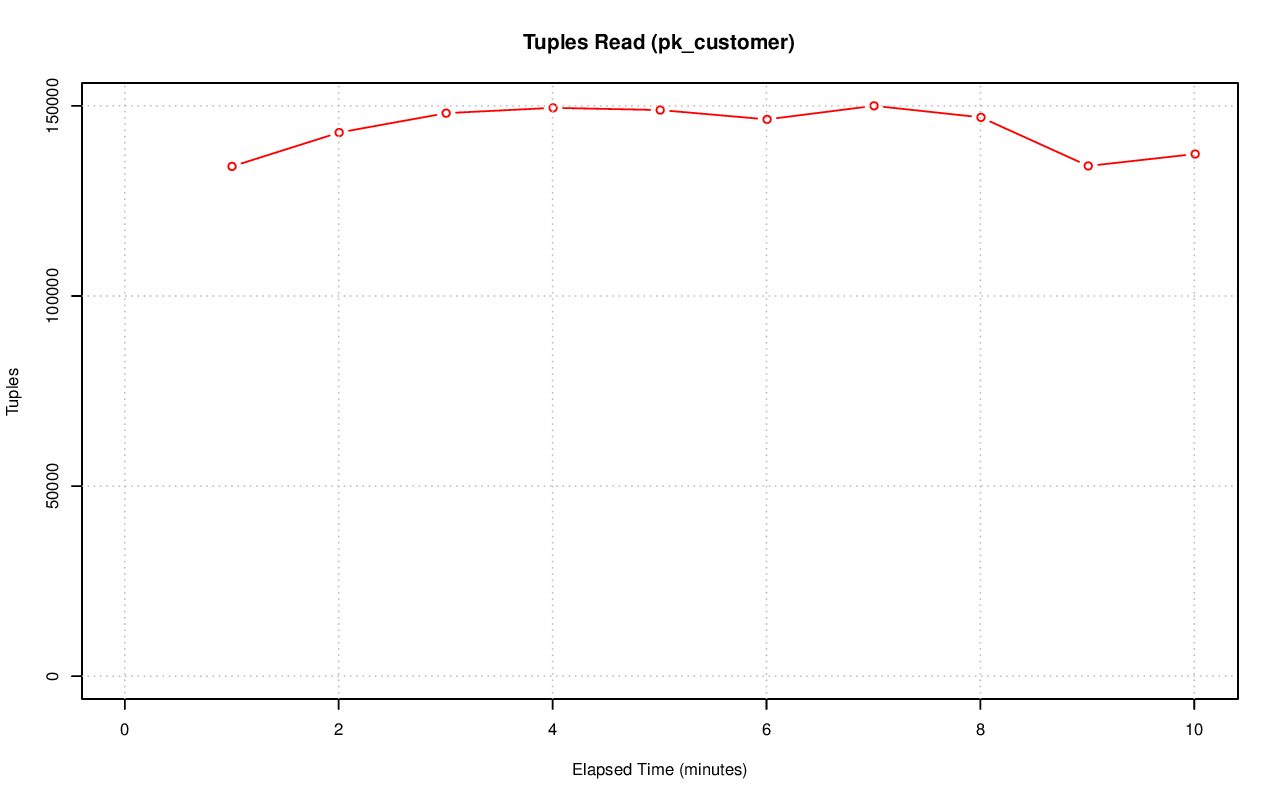 Tuples Read (pk_customer)
150000
100000
50000
0
Tuples
0 2 4 6 8 10
Elapsed Time (minutes)